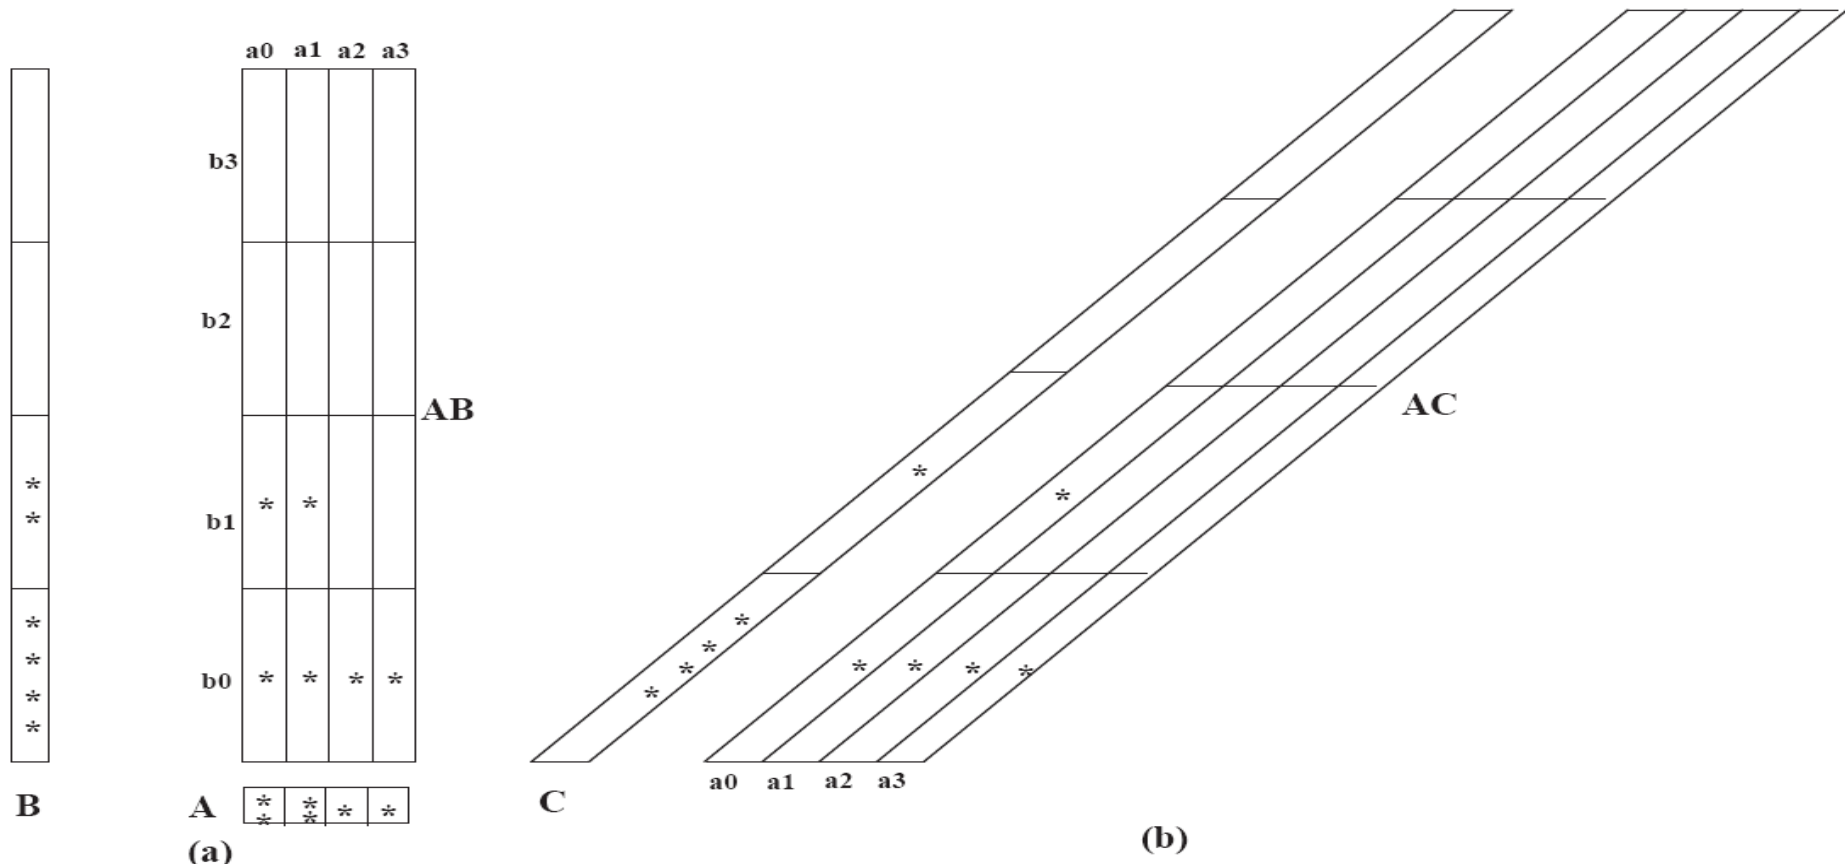 a0 a1 a2 a3
b3
b2
AB
AC
* *
* *
b1 * *
* *
* * * *
b0 * * * *
* * * *
a0 a1 a2 a3
B
A * * * *
* *
C
(a)
(b)